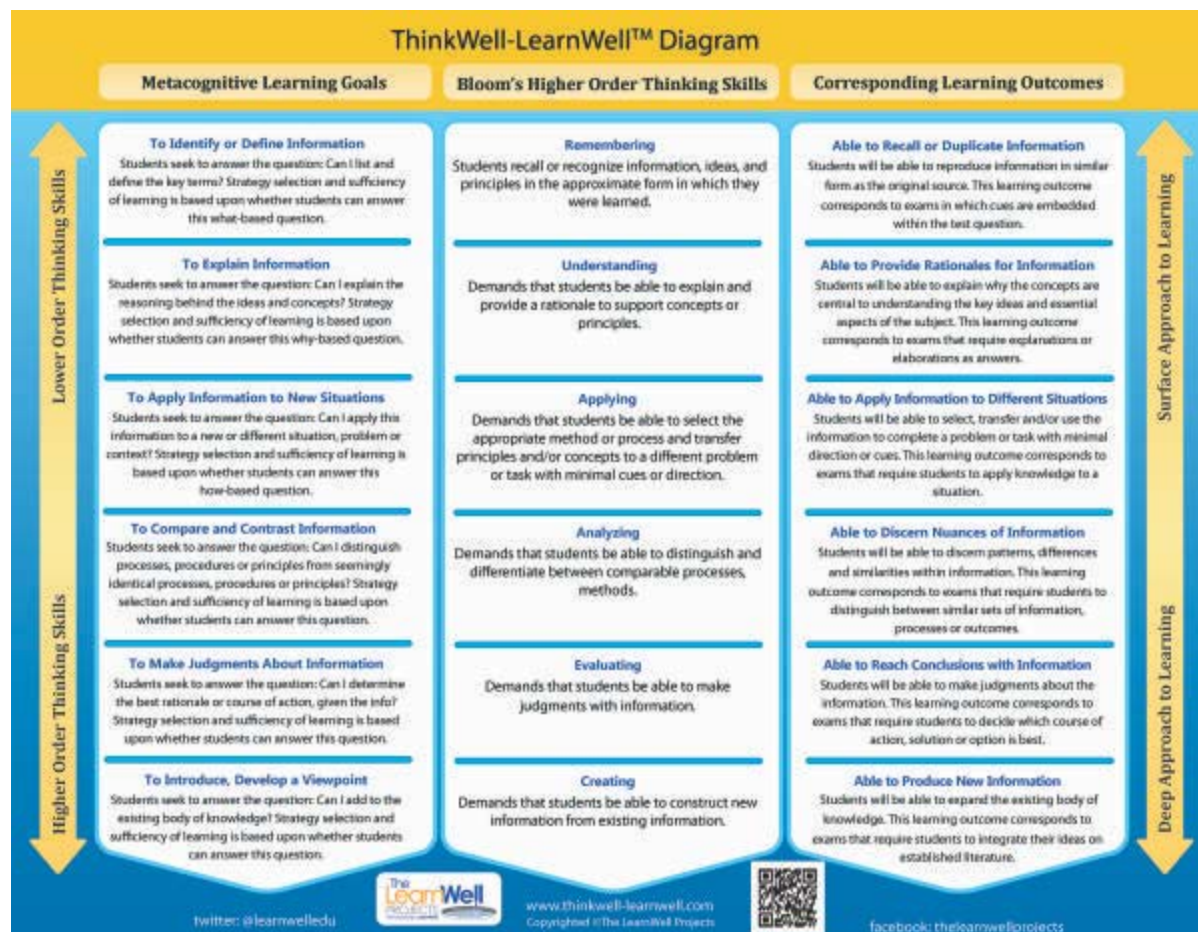 ThinkWell-LearnWell™ Diagram
Metacognitive Learning Goals
Bloom's Higher Order Thinking Skills
Corresponding Learning Outcomes
Lower Order Thinking Skills
Higher Order Thinking Skills
To Identify or Define Information
Students seek to answer the question: Can I list and
define the key terms? Strategy selection and sufficiency
of learning is based upon whether students can answer
this what-based question.
To Explain Information
Students seek to answer the question: Can I explain the
reasoning behind the ideas and concepts? Strategy
selection and sufficiency of learning is based upon
whether students can answer this why-based question.
To Apply Information to New Situations
Students seek to answer the question: Can I apply this
information to a new or different situation, problem or
context? Strategy selection and sufficiency of learning is
based upon whether students can answer this
how-based question.
To Compare and Contrast Information
Students seek to answer the question: Can I distinguish
processes, procedures or principles from seemingly
identical processes, procedures or principles? Strategy
selection and sufficiency of learning is based upon
whether students can answer this question.
To Make Judgments About Information
Students seek to answer the question: Can I determine
the best rationale or course of action, given the info?
Strategy selection and sufficiency of learning is based
upon whether students can answer this question.
To Introduce, Develop a Viewpoint
Students seek to answer the question: Can I add to the
existing body of knowledge? Strategy selection and
sufficiency of learning is based upon whether students
can answer this question.
Remembering
Students recall or recognize information, ideas, and
principles in the approximate form in which they
were learned.
Understanding
Demands that students be able to explain and
provide a rationale to support concepts or
principles.
Applying
Demands that students be able to select the
appropriate method or process and transfer
principles and/or concepts to a different problem
or task with minimal cues or direction.
Analyzing
Demands that students be able to distinguish and
differentiate between comparable processes,
methods.
Evaluating
Demands that students be able to make
judgments with information.
Creating
Demands that students be able to construct new
information from existing information.
Able to Recall or Duplicate Information
Students will be able to reproduce information in similar
form as the original source. This learning outcome
corresponds to exams in which cues are embedded
within the test question.
Able to Provide Rationales for Information
Students will be able to explain why the concepts are
central to understanding the key ideas and essential
aspects of the subject. This learning outcome
corresponds to exams that require explanations or
elaborations as answers.
Able to Apply Information to Different Situations
Students will be able to select, transfer and/or use the
information to complete a problem or task with minimal
direction or cues. This learning outcome corresponds to
exams that require students to apply knowledge to a
situation.
Able to Discern Nuances of Information
Students will be able to discern patterns, differences
and similarities within information. This learning
outcome corresponds to exams that require students to
distinguish between similar sets of information,
processes or outcomes.
Able to Reach Conclusions with Information
Students will be able to make judgments about the
information. This learning outcome corresponds to
exams that require students to decide which course of
action, solution or option is best.
Able to Produce New Information
Students will be able to expand the existing body of
knowledge. This learning outcome corresponds to
exams that require students to integrate their ideas on
established literature.
Surface Approach to Learning
Deep Approach to Learning
twitter: @learnwelledu
The
LearnWell
PROJECTS
www.thinkwell-learnwell.com
Copyrighted ©The LearnWell Projects
facebook: thelearnwellprojects